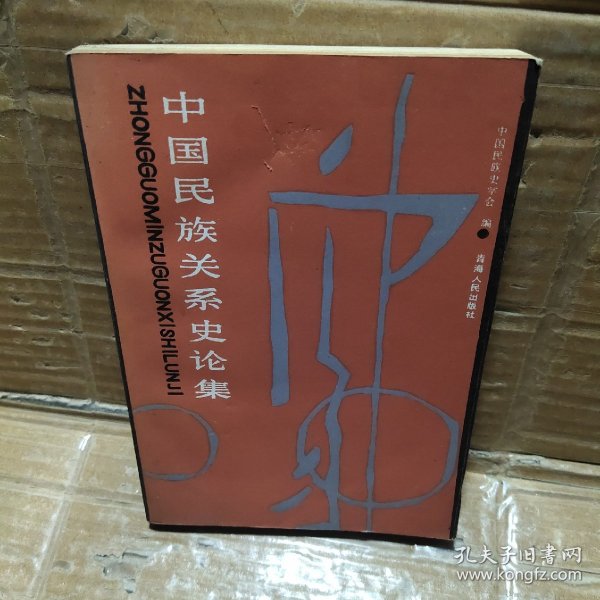 中国民族关系史论集
ZHONGGUOMINZUGUONXISHILUNJI
中国民族史学会 编
青海人民出版社
孔夫子旧书网
www.kongfz.com